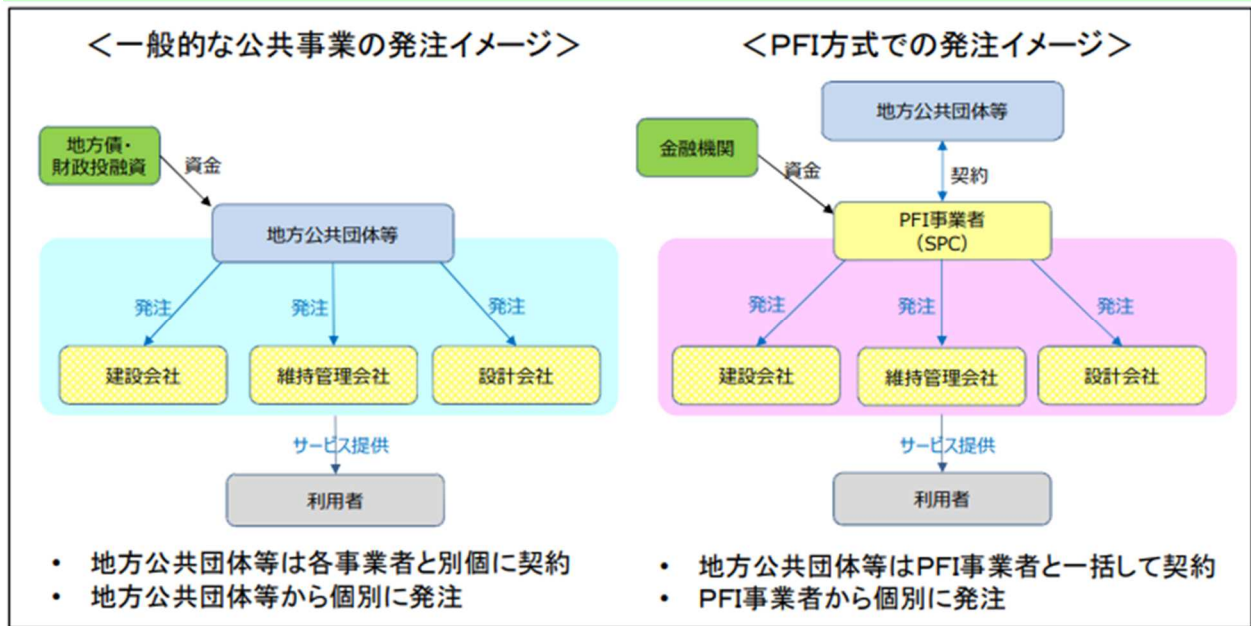 ＜一般的な公共事業の発注イメージ＞
地方債・
財政投融資
資金
地方公共団体等
発注
発注
発注
建設会社
維持管理会社
設計会社
サービス提供
利用者
• 地方公共団体等は各事業者と別個に契約
• 地方公共団体等から個別に発注
＜PFI方式での発注イメージ＞
地方公共団体等
金融機関
資金
契約
PFI事業者
（SPC）
発注
発注
発注
建設会社
維持管理会社
設計会社
サービス提供
利用者
• 地方公共団体等はPFI事業者と一括して契約
• PFI事業者から個別に発注